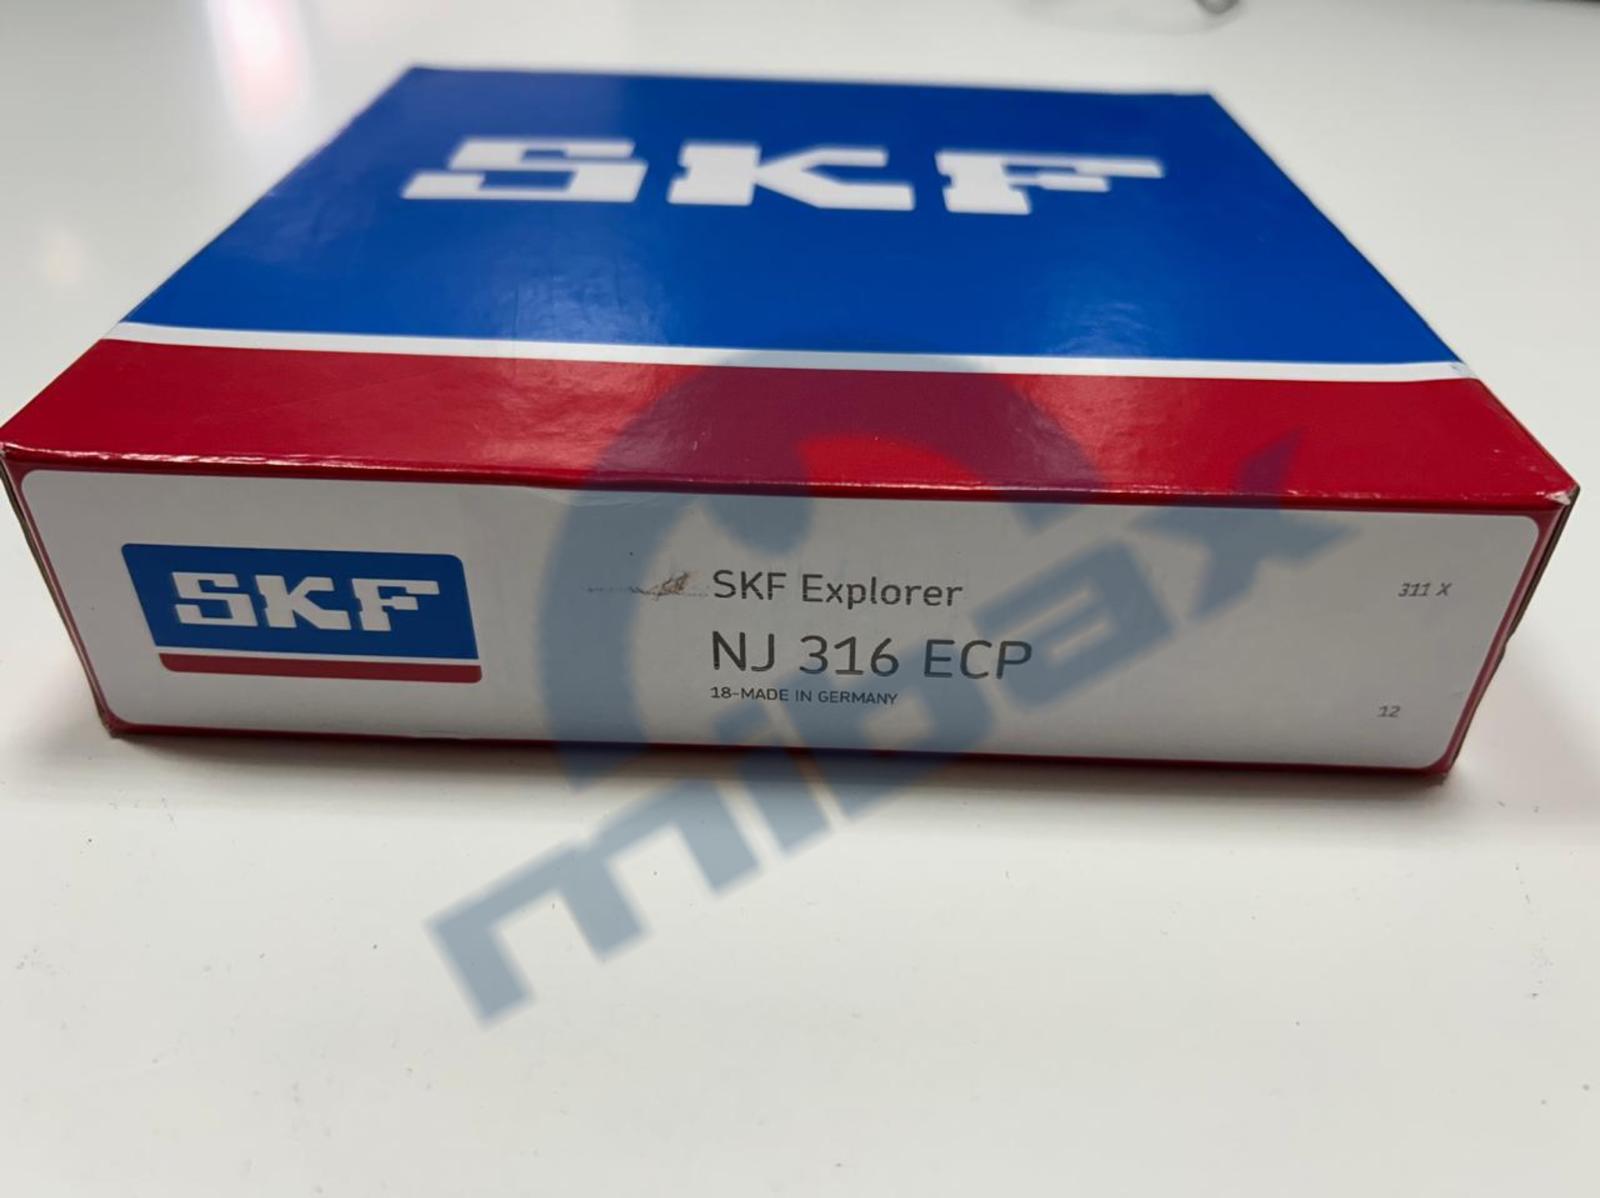 SKF
SKF
SKF Explorer
311 X
NJ 316 ECP
18-MADE IN GERMANY
12
mibax